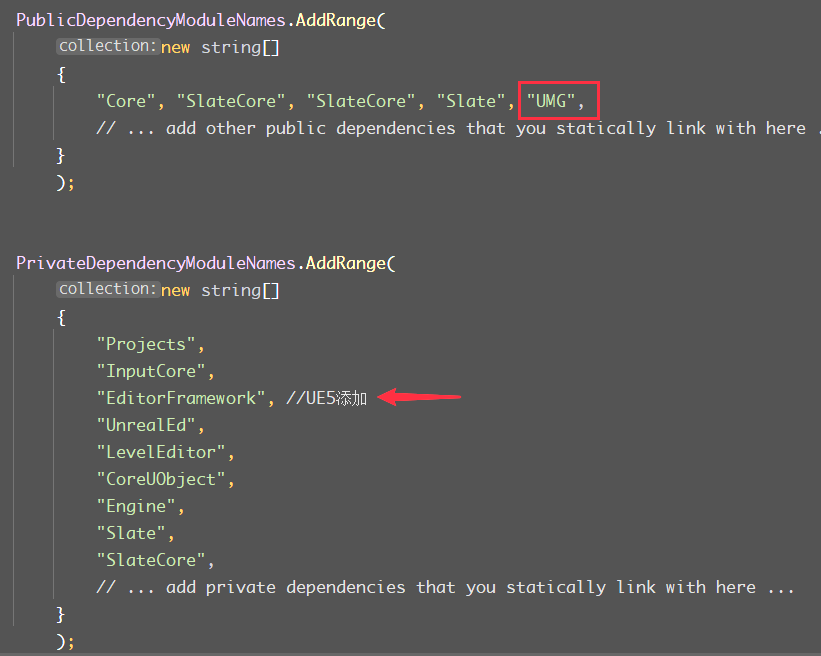 PublicDependencyModuleNames.AddRange(
collection: new string[]
{
"Core", "SlateCore", "SlateCore", "Slate", "UMG",
// ... add other public dependencies that you statically link with here .
}
);
PrivateDependencyModuleNames.AddRange(
collection: new string[]
{
"Projects",
"InputCore",
"EditorFramework", //UE5添加
"UnrealEd",
"LevelEditor",
"CoreUObject",
"Engine",
"Slate",
"SlateCore",
// ... add private dependencies that you statically link with here ...
}
);